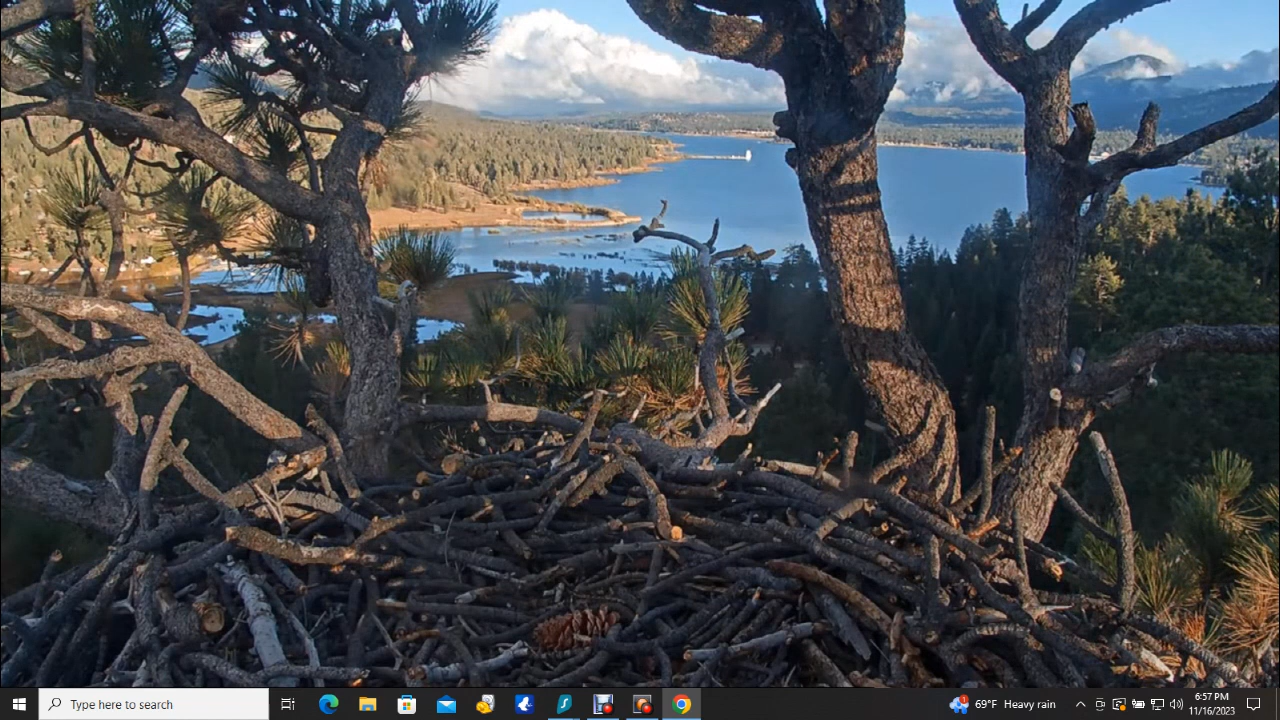 Type here to search
69°F Heavy rain
6:57 PM
11/16/2023